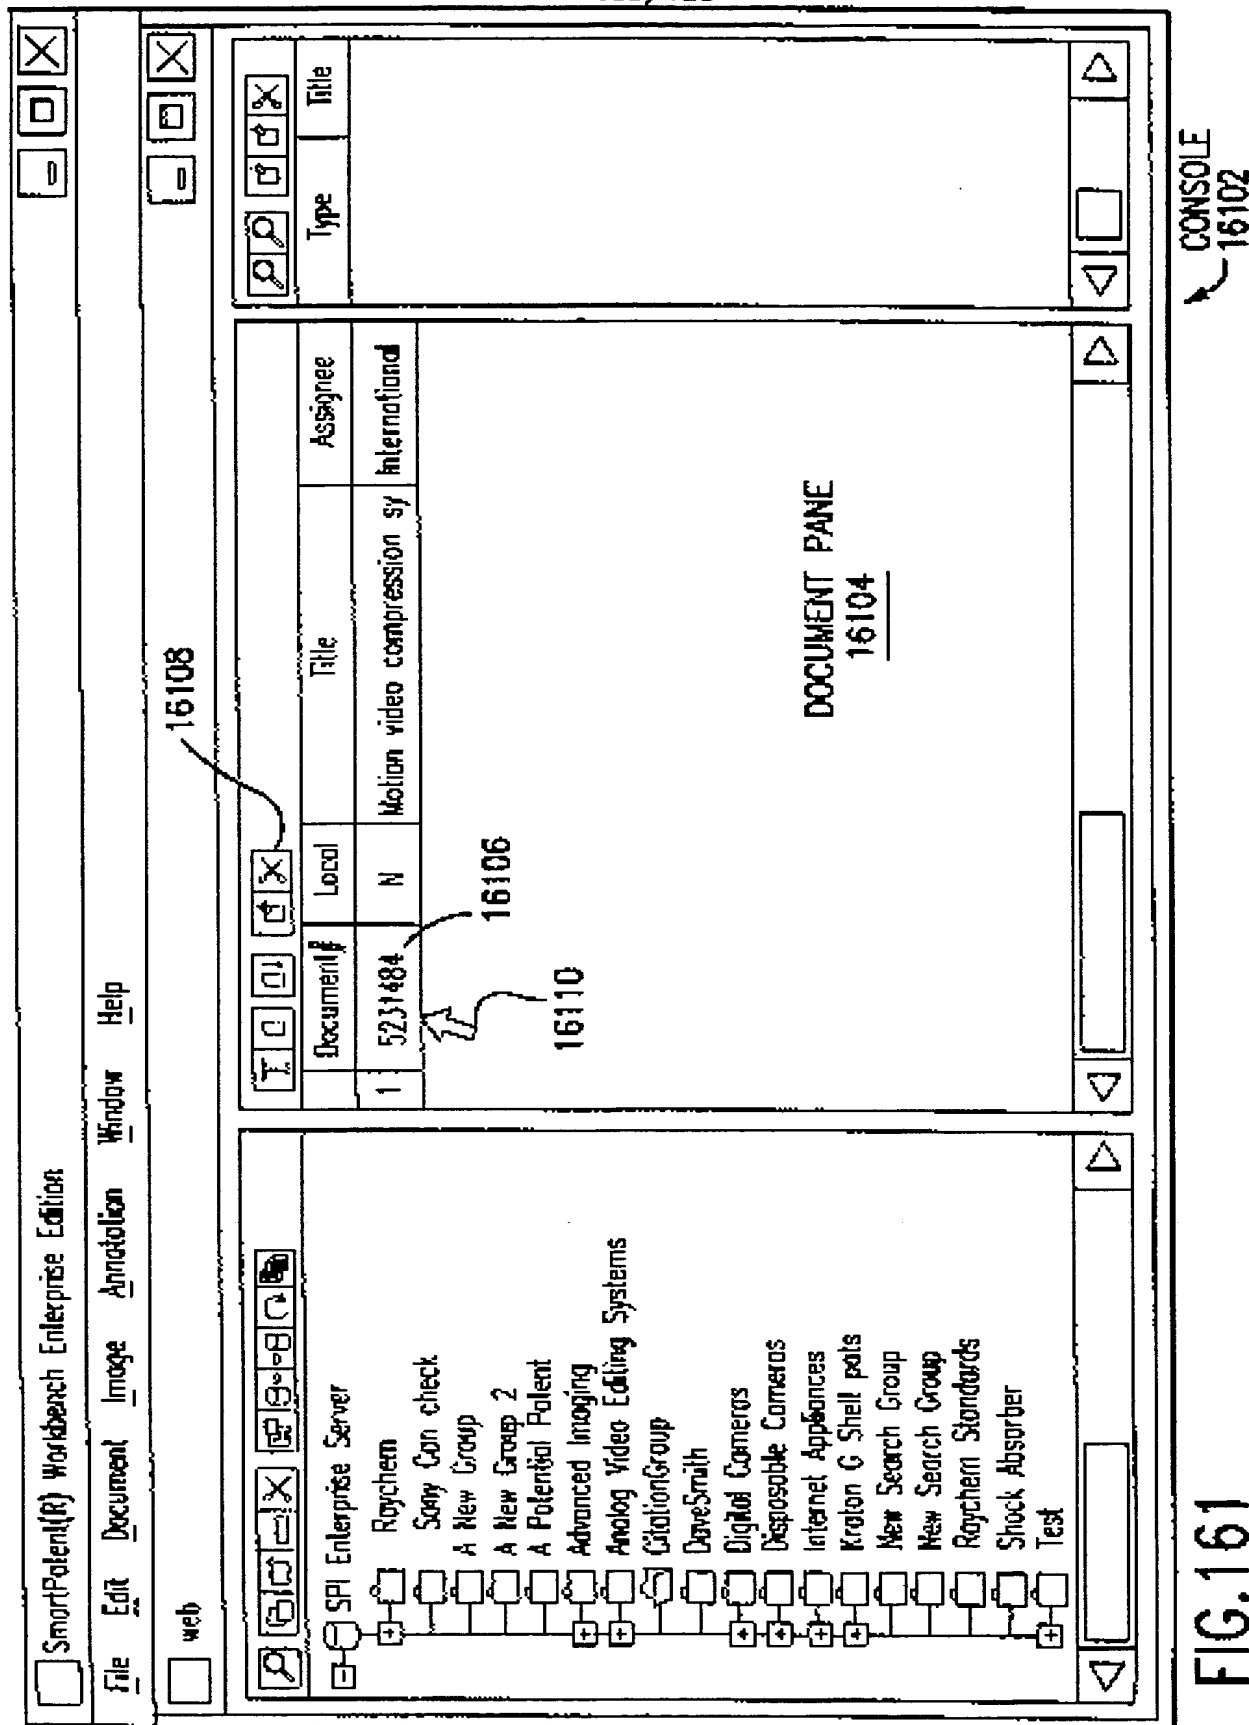 SmartPatent(R) Workbench Enterprise Edition
File Edit Document Image Annotation Window Help
web
SPI Enterprise Server
Raychem
Sony Con check
A New Group
A New Group 2
A Potential Patent
Advanced Imaging
Analog Video Editing Systems
CitationGroup
DaveSmith
Digital Cameras
Disposable Cameras
Internet Appliances
Kraton G Shell pats
New Search Group
New Search Group
Raychem Standards
Shock Absorber
Test
16108
Document# Local Title Assignee
1 5231484 N Motion video compression sy International
16106
16110
DOCUMENT PANE
16104
Type Title
CONSOLE
16102
FIG.161